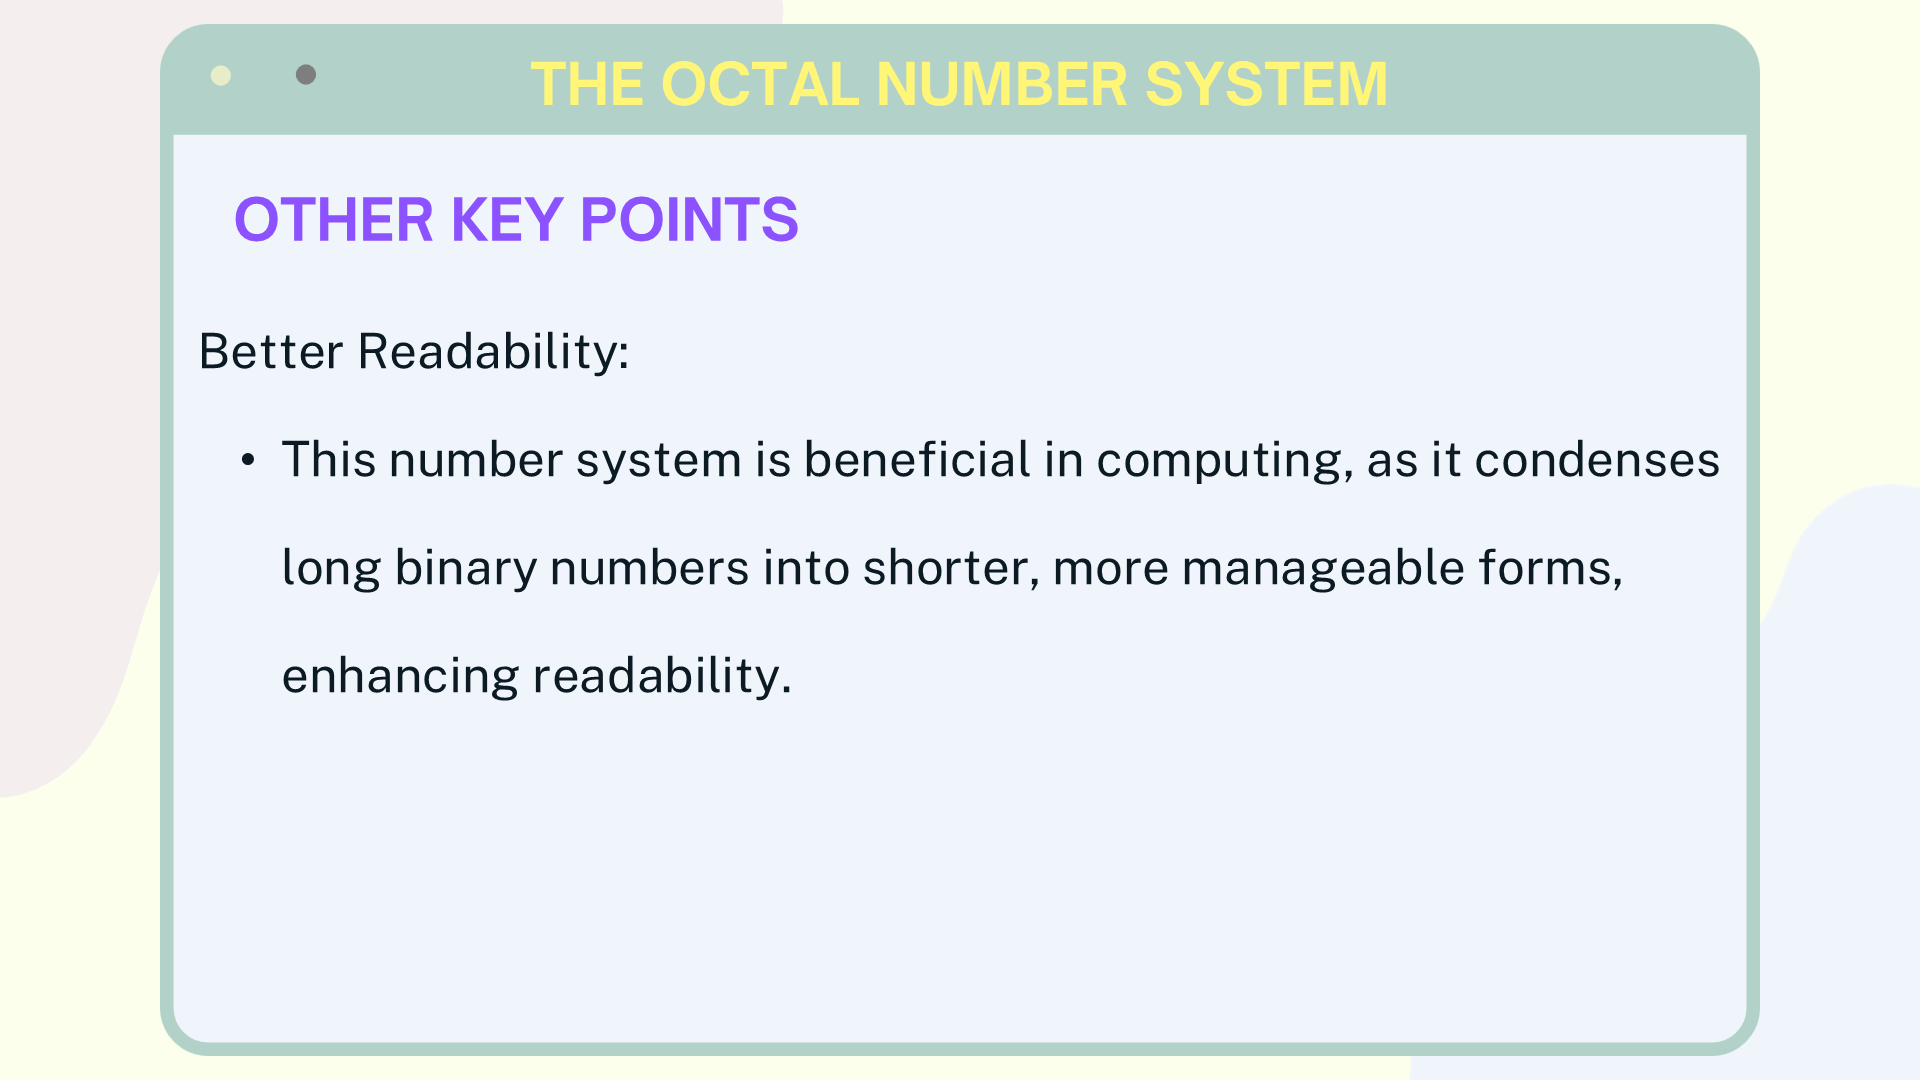 THE OCTAL NUMBER SYSTEM
OTHER KEY POINTS
Better Readability:
• This number system is beneficial in computing, as it condenses
long binary numbers into shorter, more manageable forms,
enhancing readability.